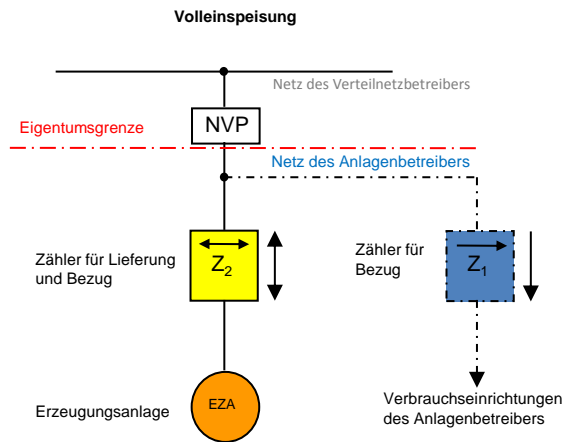 Volleinspeisung
Netz des Verteilnetzbetreibers
NVP
Eigentumsgrenze
Netz des Anlagenbetreibers
Zähler für Lieferung
und Bezug
Z2
Zähler für
Bezug
Z1
Erzeugungsanlage
EZA
Verbrauchseinrichtungen
des Anlagenbetreibers